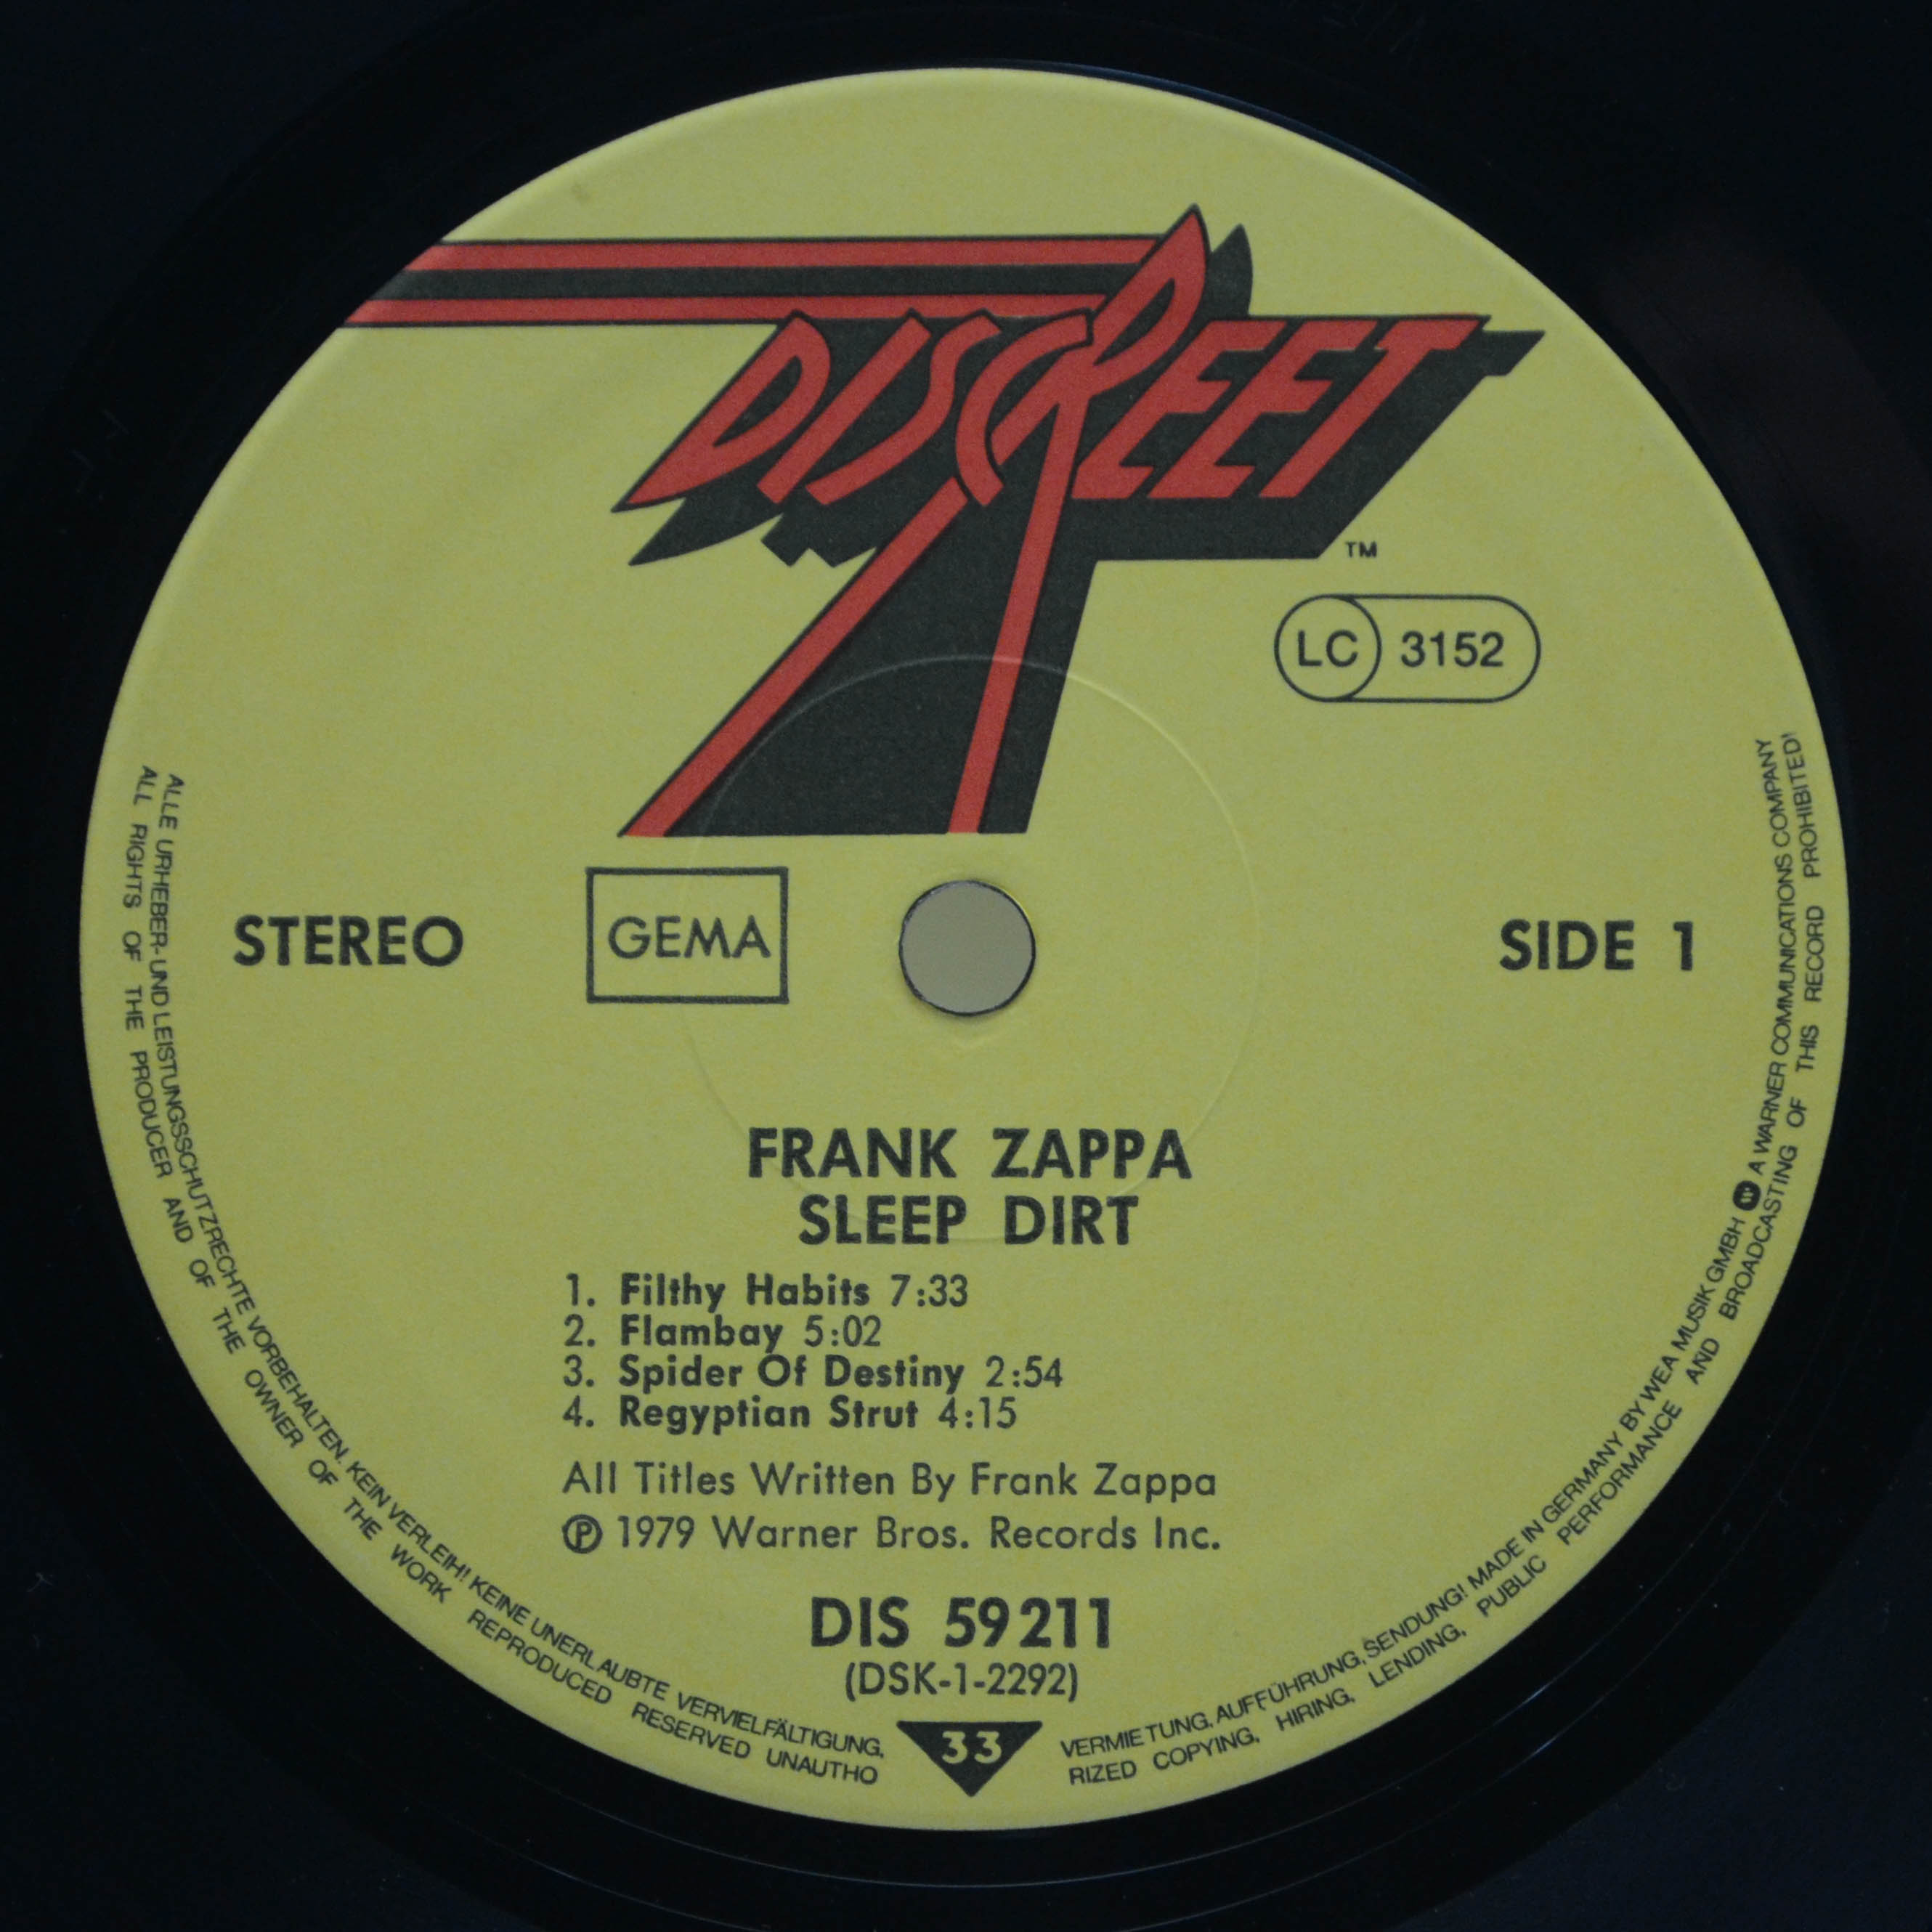 DISCREET
TM
LC 3152
STEREO
GEMA
SIDE 1
FRANK ZAPPA
SLEEP DIRT
1. Filthy Habits 7:33
2. Flambay 5:02
3. Spider Of Destiny 2:54
4. Regyptian Strut 4:15
All Titles Written By Frank Zappa
℗ 1979 Warner Bros. Records Inc.
DIS 59211
(DSK-1-2292)
33
ALLE URHEBER- UND LEISTUNGSSCHUTZRECHTE VORBEHALTEN. KEIN VERLEIH! KEINE UNERLAUBTE VERVIELFÄLTIGUNG, VERMIETUNG, AUFFÜHRUNG, SENDUNG! MADE IN GERMANY BY WEA MUSIK GMBH A WARNER COMMUNICATIONS COMPANY
ALL RIGHTS OF THE PRODUCER AND OF THE OWNER OF THE WORK REPRODUCED RESERVED UNAUTHORIZED COPYING, HIRING, LENDING, PUBLIC PERFORMANCE AND BROADCASTING OF THIS RECORD PROHIBITED!